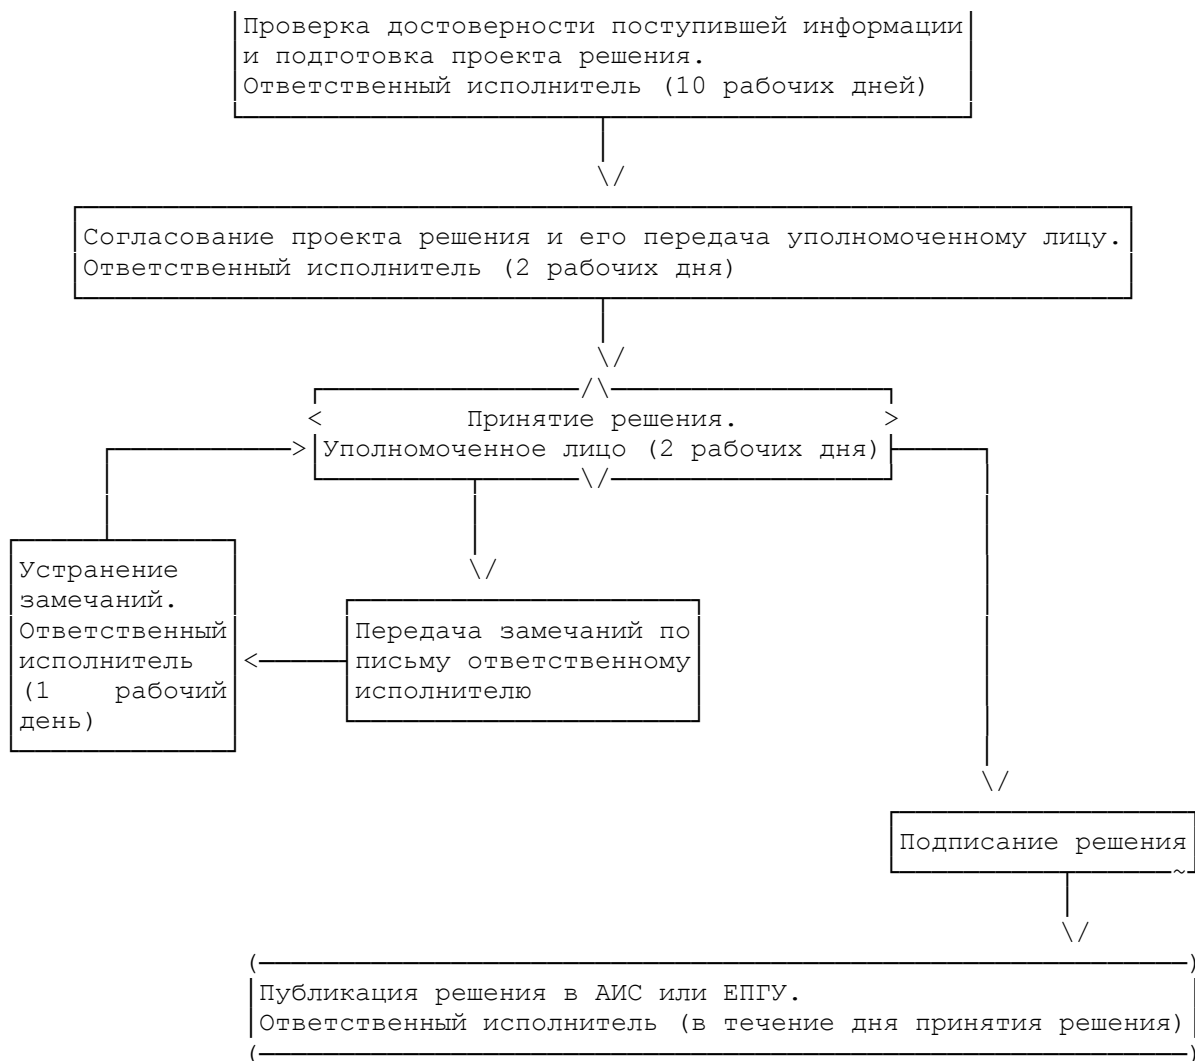 Проверка достоверности поступившей информации
и подготовка проекта решения.
Ответственный исполнитель (10 рабочих дней)
Согласование проекта решения и его передача уполномоченному лицу.
Ответственный исполнитель (2 рабочих дня)
Принятие решения.
Уполномоченное лицо (2 рабочих дня)
Устранение
замечаний.
Ответственный
исполнитель
(1 рабочий
день)
Передача замечаний по
письму ответственному
исполнителю
Подписание решения
Публикация решения в АИС или ЕПГУ.
Ответственный исполнитель (в течение дня принятия решения)